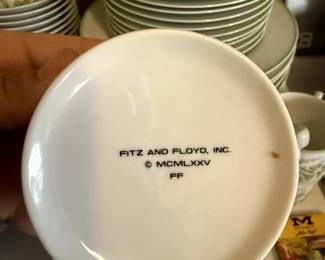 FITZ AND FLOYD, INC.
© MCMLXXV
FF
M